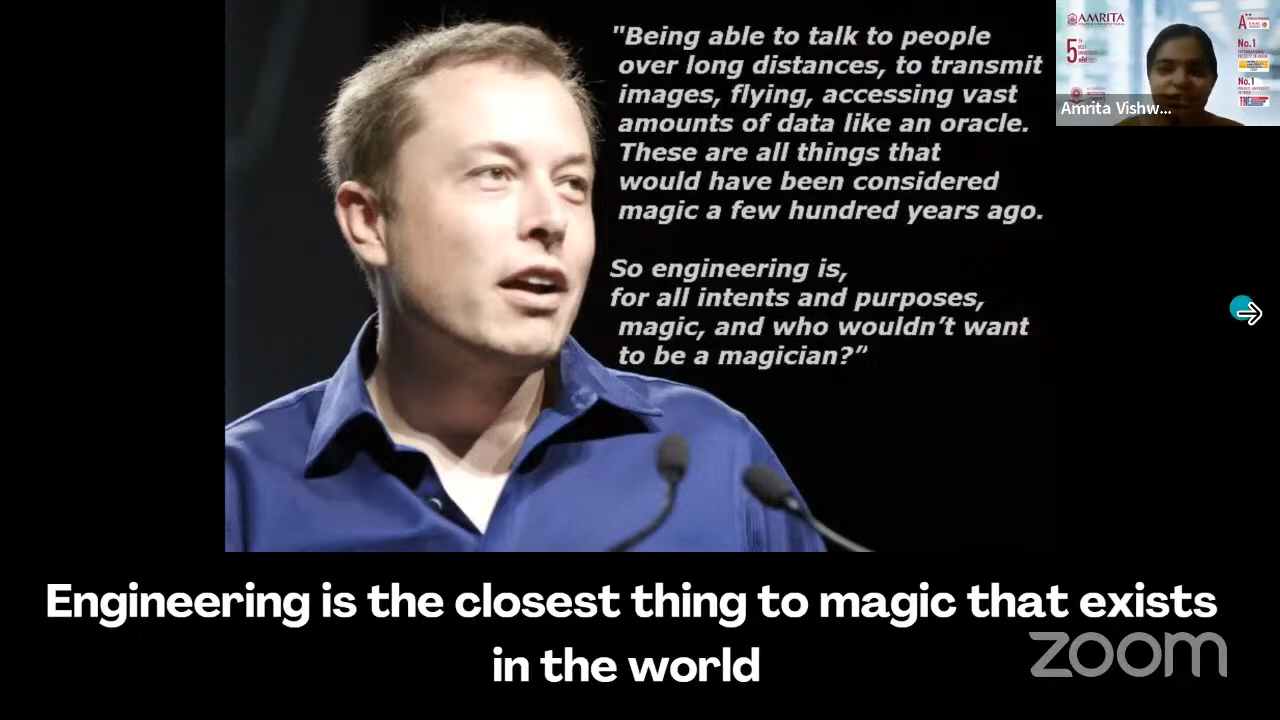 "Being able to talk to people
over long distances, to transmit
images, flying, accessing vast
amounts of data like an oracle.
These are all things that
would have been considered
magic a few hundred years ago.
So engineering is,
for all intents and purposes,
magic, and who wouldn’t want
to be a magician?”
Engineering is the closest thing to magic that exists
in the world
zoom
AMRITA
5
A++
No.1
No.1
THE
Amrita Vishw...